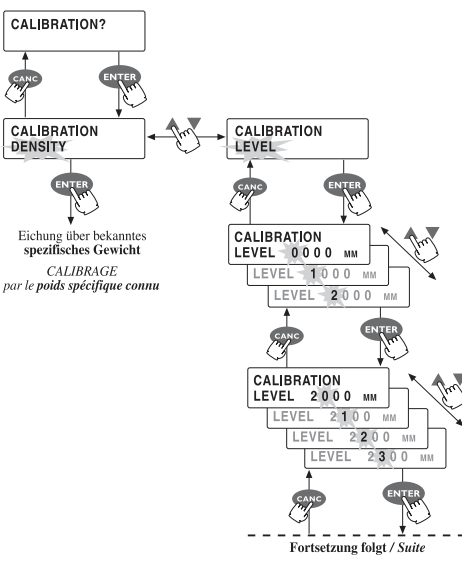 CALIBRATION?
CANC
ENTER
CALIBRATION
DENSITY
CALIBRATION
LEVEL
ENTER
CANC
ENTER
Eichung über bekanntes
spezifisches Gewicht
CALIBRAGE
par le poids spécifique connu
CALIBRATION
LEVEL 0000 MM
LEVEL 1000 MM
LEVEL 2000 MM
CANC
ENTER
CALIBRATION
LEVEL 2000 MM
LEVEL 2100 MM
LEVEL 2200 MM
LEVEL 2300 MM
CANC
ENTER
Fortsetzung folgt / Suite